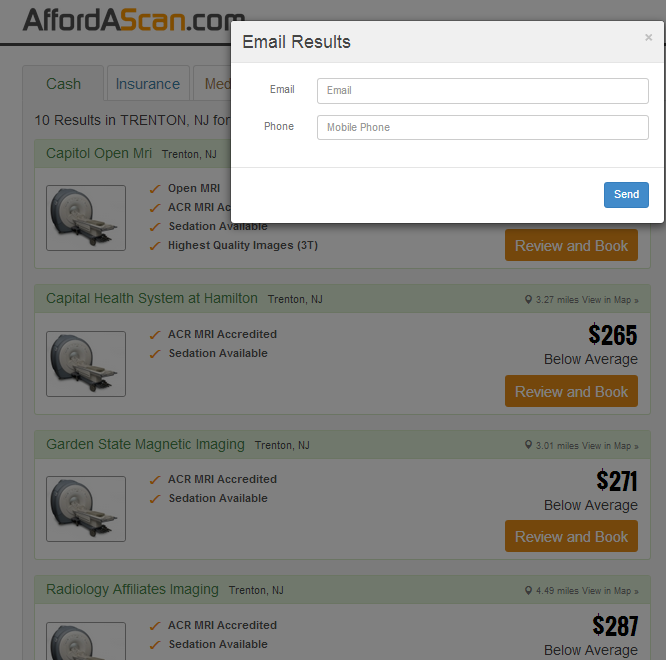 AffordAScan.com
Email Results
×
Email
Email
Phone
Mobile Phone
Send
Cash
Insurance
10 Results in TRENTON, NJ for
Capitol Open Mri Trenton, NJ
Open MRI
ACR MRI
Sedation Available
Highest Quality Images (3T)
Review and Book
Capital Health System at Hamilton Trenton, NJ
3.27 miles View in Map »
ACR MRI Accredited
Sedation Available
$265
Below Average
Review and Book
Garden State Magnetic Imaging Trenton, NJ
3.01 miles View in Map »
ACR MRI Accredited
Sedation Available
$271
Below Average
Review and Book
Radiology Affiliates Imaging Trenton, NJ
4.49 miles View in Map »
ACR MRI Accredited
Sedation Available
$287
Below Average